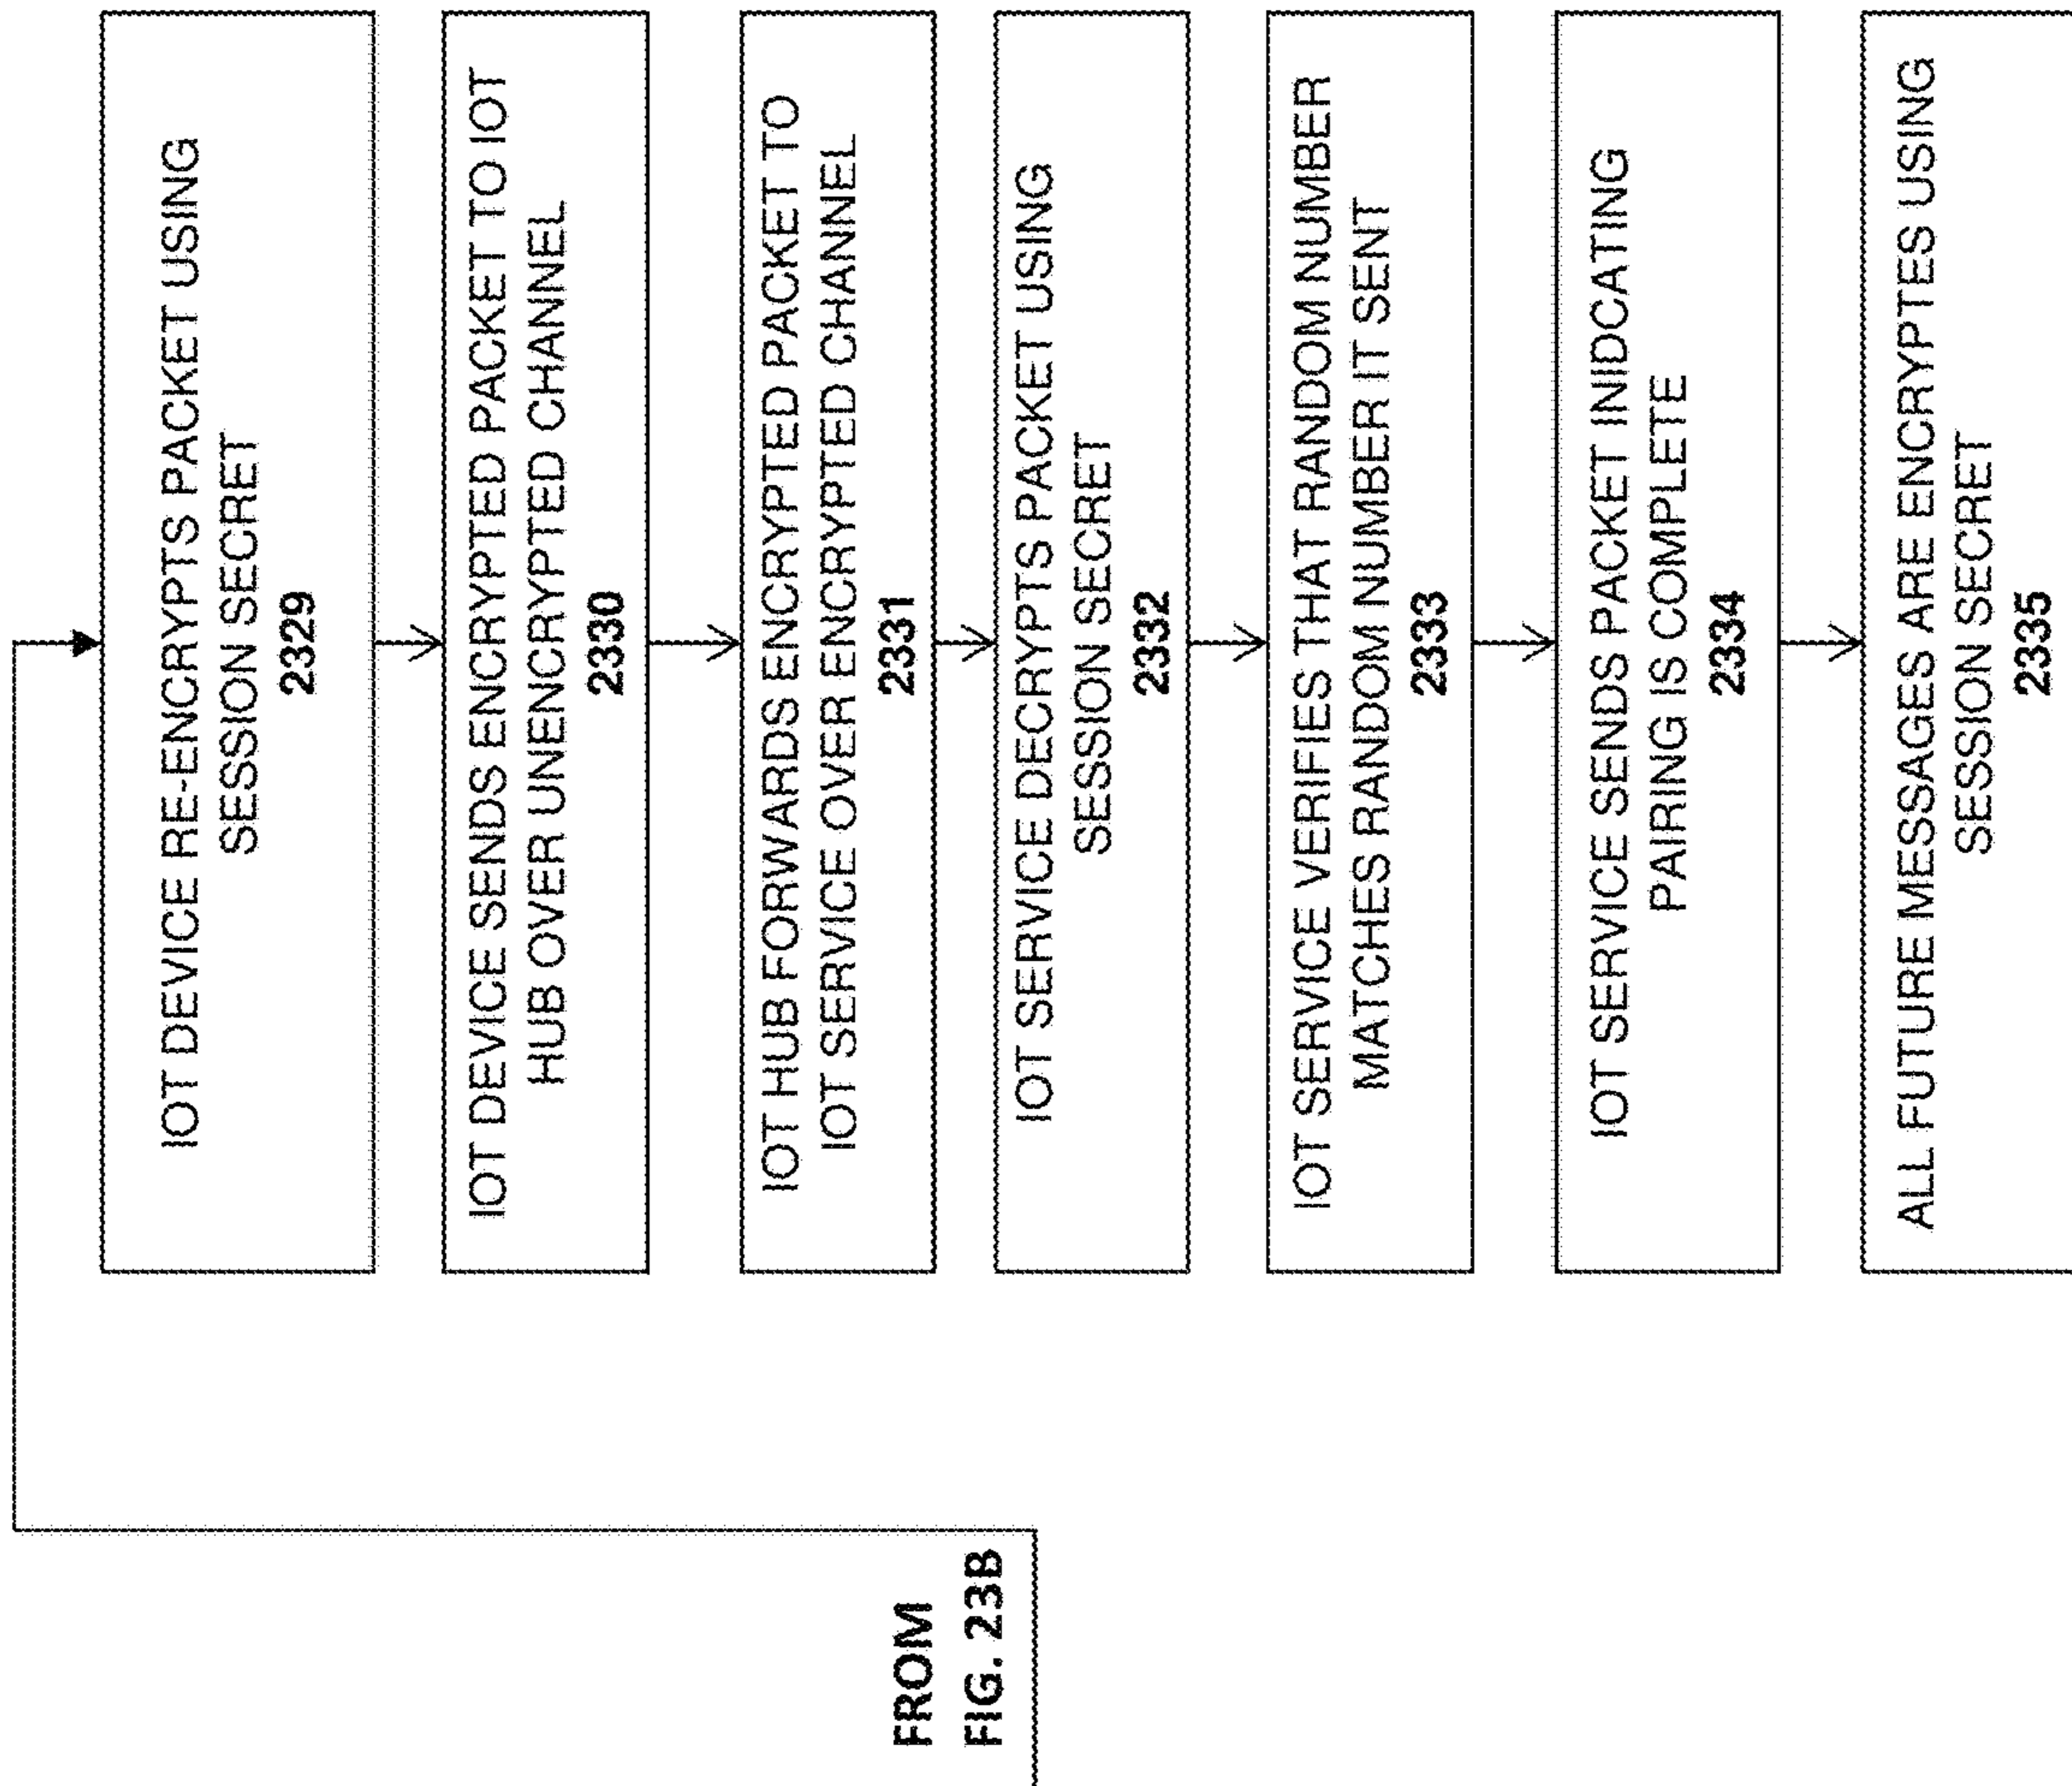 FROM
FIG. 23B
IOT DEVICE RE-ENCRYPTS PACKET USING
SESSION SECRET
2329
IOT DEVICE SENDS ENCRYPTED PACKET TO IOT
HUB OVER UNENCRYPTED CHANNEL
2330
IOT HUB FORWARDS ENCRYPTED PACKET TO
IOT SERVICE OVER ENCRYPTED CHANNEL
2331
IOT SERVICE DECRYPTS PACKET USING
SESSION SECRET
2332
IOT SERVICE VERIFIES THAT RANDOM NUMBER
MATCHES RANDOM NUMBER IT SENT
2333
IOT SERVICE SENDS PACKET INIDCATING
PAIRING IS COMPLETE
2334
ALL FUTURE MESSAGES ARE ENCRYPTES USING
SESSION SECRET
2335